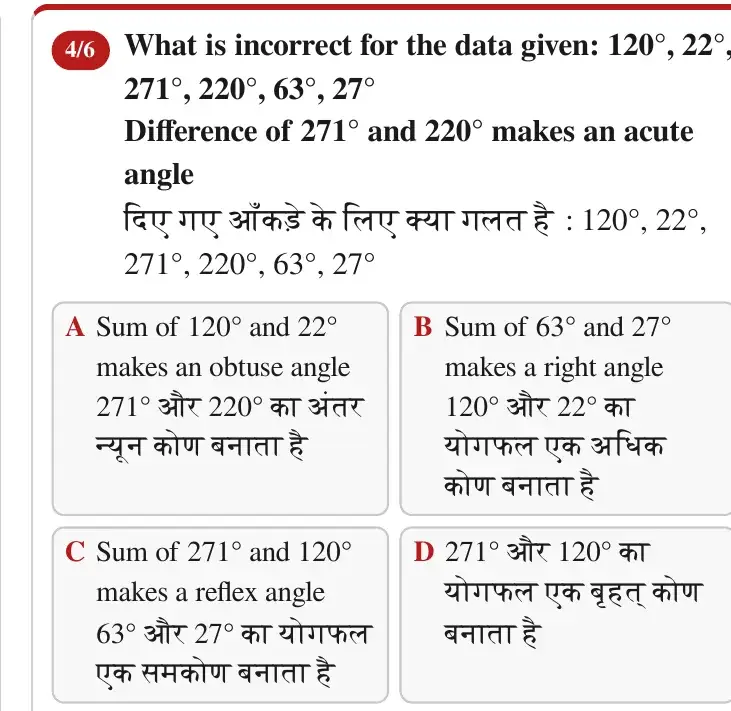 4/6 What is incorrect for the data given: 120°, 22°,
271°, 220°, 63°, 27°
Difference of 271° and 220° makes an acute
angle
दिए गए आँकड़े के लिए क्या गलत है : 120°, 22°,
271°, 220°, 63°, 27°
A Sum of 120° and 22°
makes an obtuse angle
271° और 220° का अंतर
न्यून कोण बनाता है
B Sum of 63° and 27°
makes a right angle
120° और 22° का
योगफल एक अधिक
कोण बनाता है
C Sum of 271° and 120°
makes a reflex angle
63° और 27° का योगफल
एक समकोण बनाता है
D 271° और 120° का
योगफल एक बृहत् कोण
बनाता है